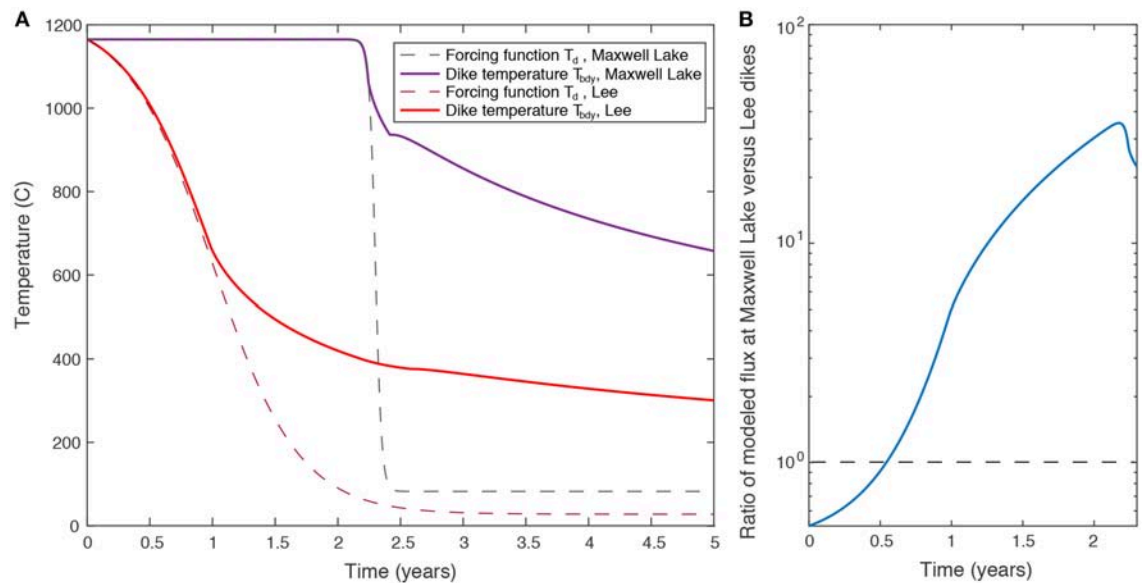 A
1200
1000
800
600
400
200
0
Temperature (C)
0
0.5
1
1.5
2
2.5
3
3.5
4
4.5
5
Time (years)
Forcing function T_d , Maxwell Lake
Dike temperature T_bdy, Maxwell Lake
Forcing function T_d , Lee
Dike temperature T_bdy, Lee
B
Ratio of modeled flux at Maxwell Lake versus Lee dikes
10^2
10^1
10^0
0
0.5
1
1.5
2
Time (years)